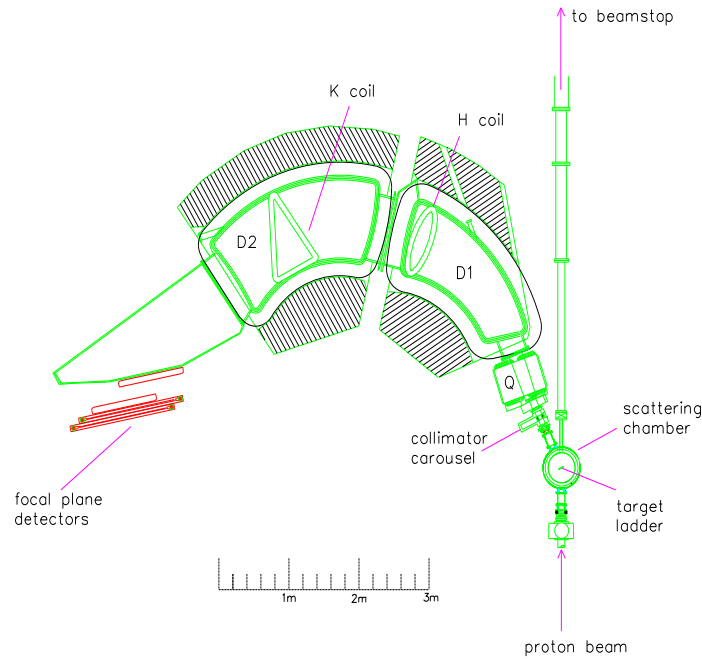 to beamstop
K coil
H coil
D2
D1
Q
scattering
chamber
collimator
carousel
focal plane
detectors
target
ladder
1m
2m
3m
proton beam